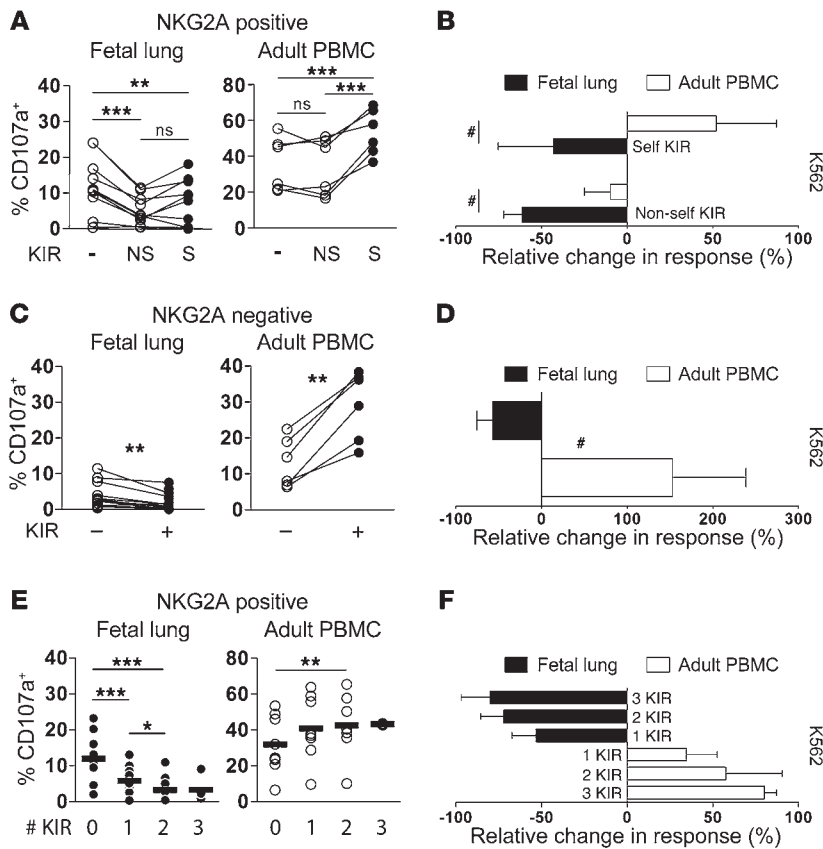 A
NKG2A positive
Fetal lung
Adult PBMC
**
***
ns
***
***
ns
% CD107a+
40
30
20
10
0
80
60
40
20
0
KIR - NS S - NS S
B
Fetal lung Adult PBMC
#
Self KIR
#
Non-self KIR
K562
-100 -50 0 50 100
Relative change in response (%)
C
NKG2A negative
Fetal lung
Adult PBMC
**
**
% CD107a+
40
30
20
10
0
40
30
20
10
0
KIR – + – +
D
Fetal lung Adult PBMC
#
K562
-100 0 100 200 300
Relative change in response (%)
E
NKG2A positive
Fetal lung
Adult PBMC
***
***
*
**
% CD107a+
40
30
20
10
0
80
60
40
20
0
# KIR 0 1 2 3 0 1 2 3
F
Fetal lung Adult PBMC
3 KIR
2 KIR
1 KIR
1 KIR
2 KIR
3 KIR
K562
-100 -50 0 50 100
Relative change in response (%)